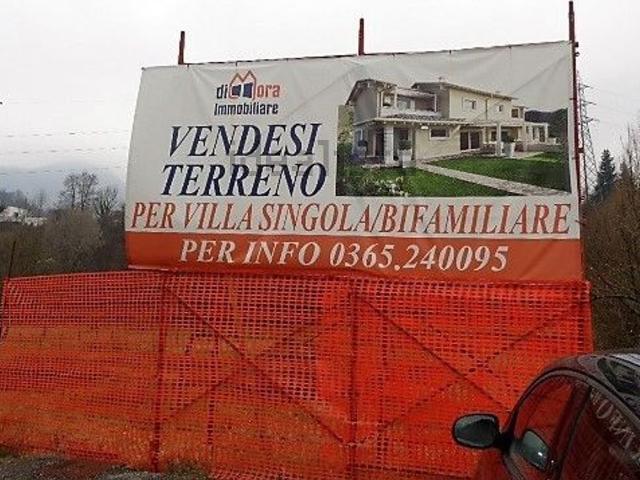 dimora
Immobiliare
VENDESI
TERRENO
PER VILLA SINGOLA/BIFAMILIARE
PER INFO 0365.240095